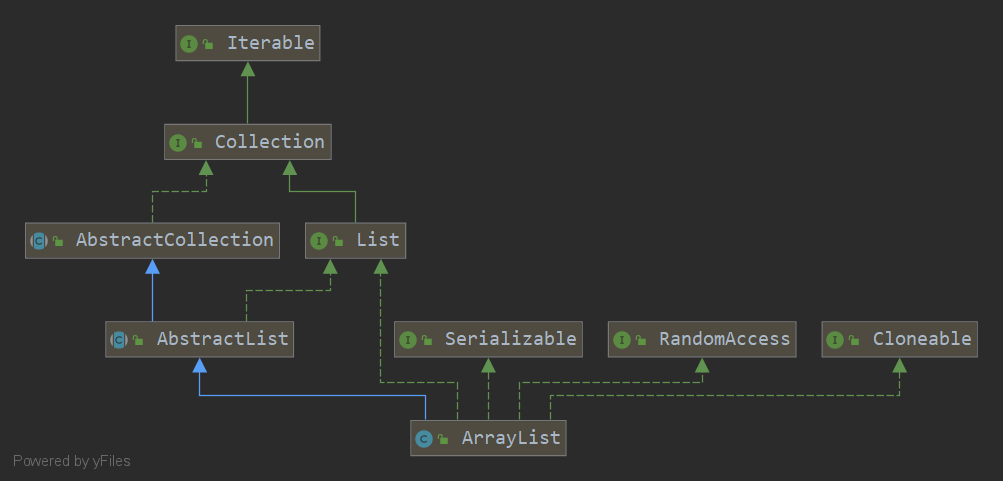 I Iterable
I Collection
C AbstractCollection
I List
C AbstractList
I Serializable
I RandomAccess
I Cloneable
C ArrayList
Powered by yFiles